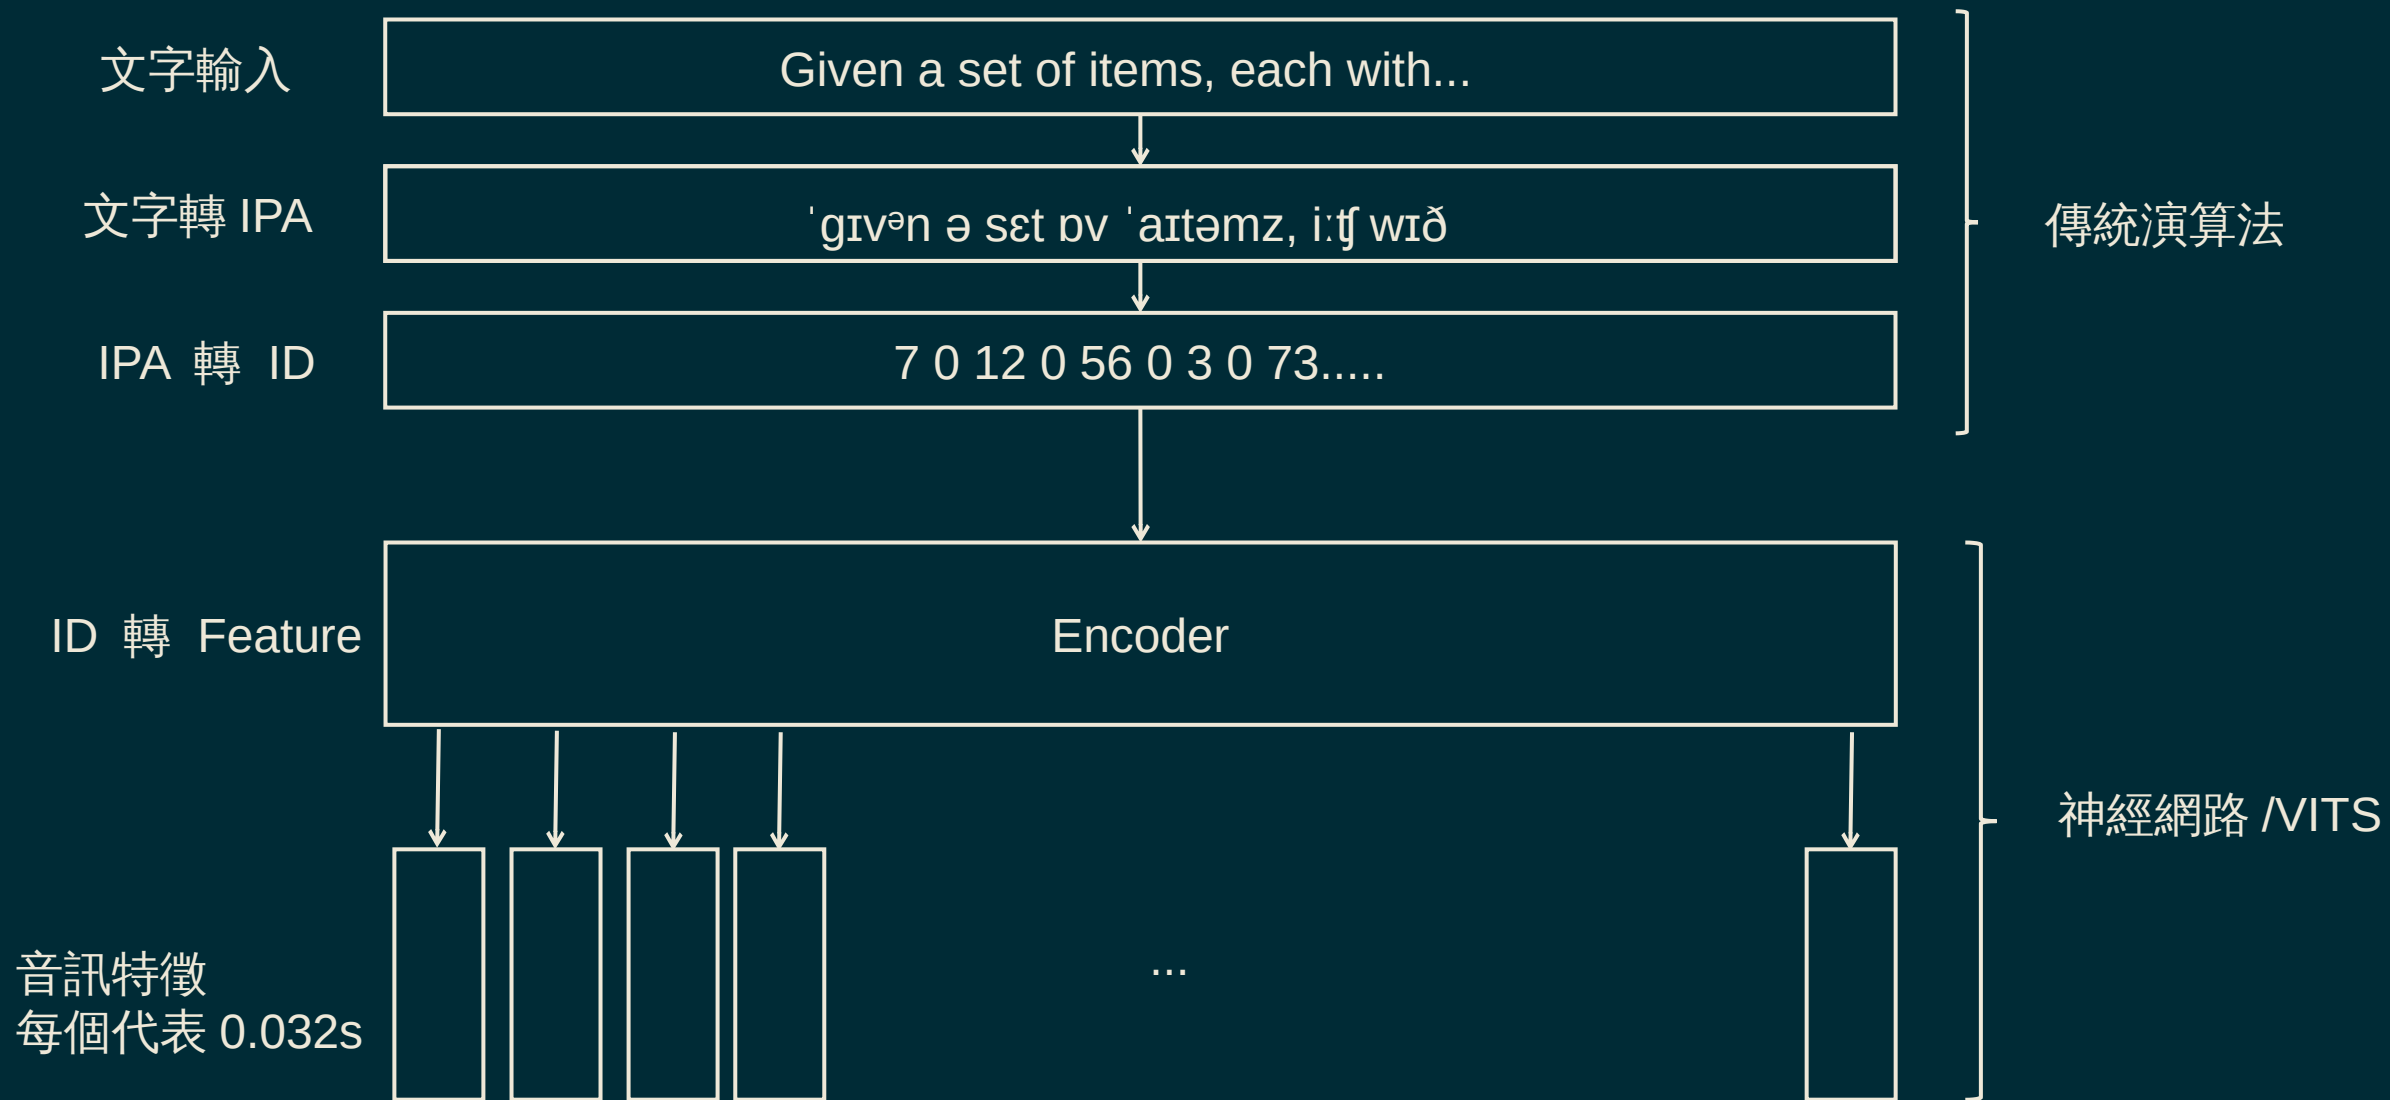 文字輸入
Given a set of items, each with...
文字轉 IPA
ˈgɪvᵊn ə sɛt ɒv ˈaɪtəmz, iːʧ wɪð
傳統演算法
IPA 轉 ID
7 0 12 0 56 0 3 0 73.....
ID 轉 Feature
Encoder
神經網路 /VITS
音訊特徵
每個代表 0.032s
...